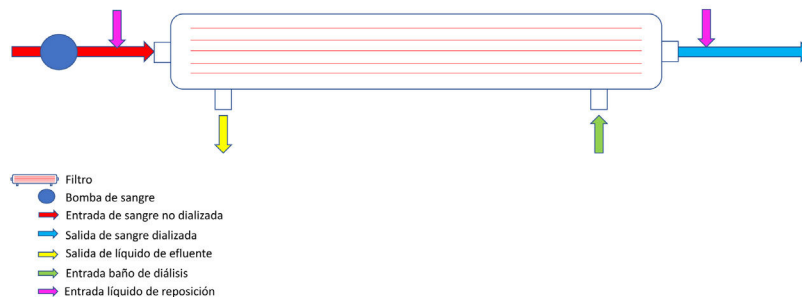 Filtro
Bomba de sangre
Entrada de sangre no dializada
Salida de sangre dializada
Salida de líquido de efluente
Entrada baño de diálisis
Entrada líquido de reposición